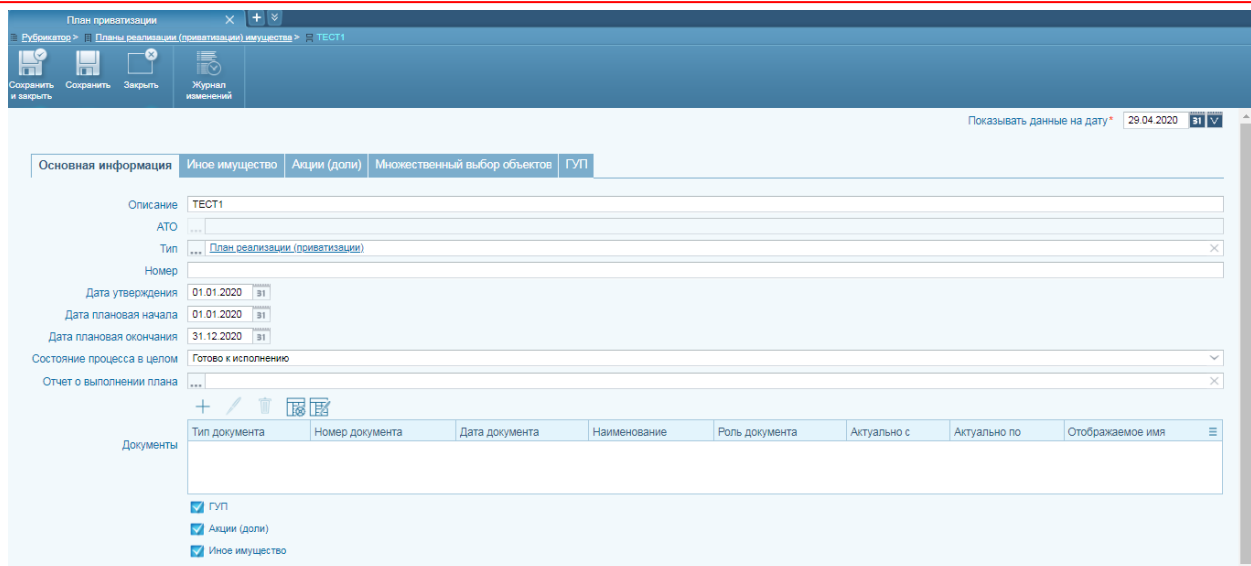 План приватизации
Рубрикатор > Планы реализации (приватизации) имущества > ТЕСТ1
Сохранить и закрыть
Сохранить
Закрыть
Журнал изменений
Показывать данные на дату* 29.04.2020 31
Основная информация Иное имущество Акции (доли) Множественный выбор объектов ГУП
Описание ТЕСТ1
АТО ...
Тип ... План реализации (приватизации)
Номер
Дата утверждения 01.01.2020 31
Дата плановая начала 01.01.2020 31
Дата плановая окончания 31.12.2020 31
Состояние процесса в целом Готово к исполнению
Отчет о выполнении плана ...
Тип документа Номер документа Дата документа Наименование Роль документа Актуально с Актуально по Отображаемое имя
Документы
ГУП
Акции (доли)
Иное имущество